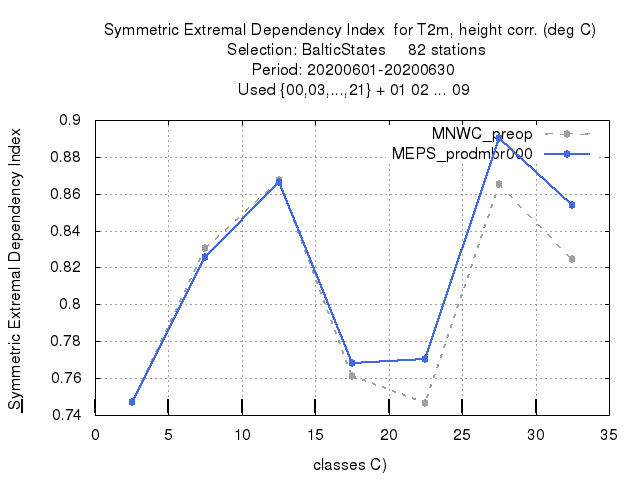 Symmetric Extremal Dependency Index  for T2m, height corr. (deg C)
Selection: BalticStates     82 stations
Period: 20200601-20200630
Used {00,03,...,21} + 01 02 ... 09
Symmetric Extremal Dependency Index
MNWC_preop
MEPS_prodmbr000
0.9
0.88
0.86
0.84
0.82
0.8
0.78
0.76
0.74
0 5 10 15 20 25 30 35
classes C)